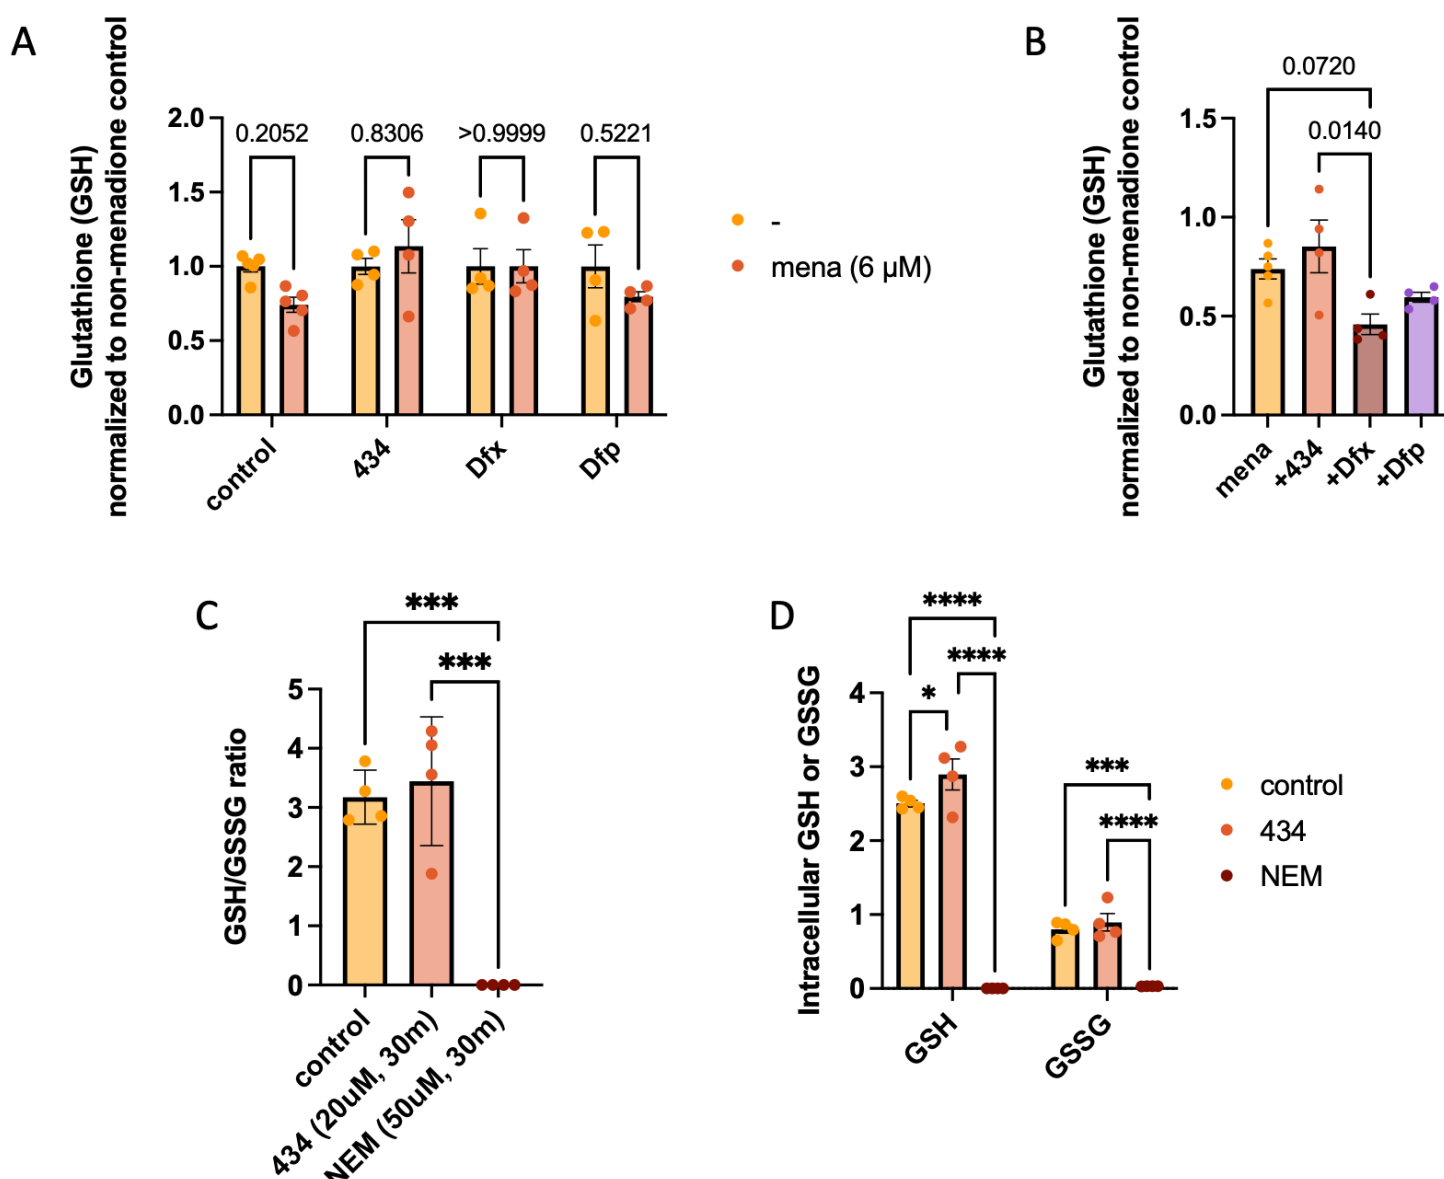 A
Glutathione (GSH)
normalized to non-menadione control
2.0
1.5
1.0
0.5
0.0
0.2052
0.8306
>0.9999
0.5221
control
434
Dfx
Dfp
-
mena (6 µM)
B
Glutathione (GSH)
normalized to non-menadione control
1.5
1.0
0.5
0.0
0.0720
0.0140
mena
+434
+Dfx
+Dfp
C
GSH/GSSG ratio
5
4
3
2
1
0
***
***
control
434 (20uM, 30m)
NEM (50uM, 30m)
D
Intracellular GSH or GSSG
4
3
2
1
0
****
****
*
***
****
GSH
GSSG
control
434
NEM